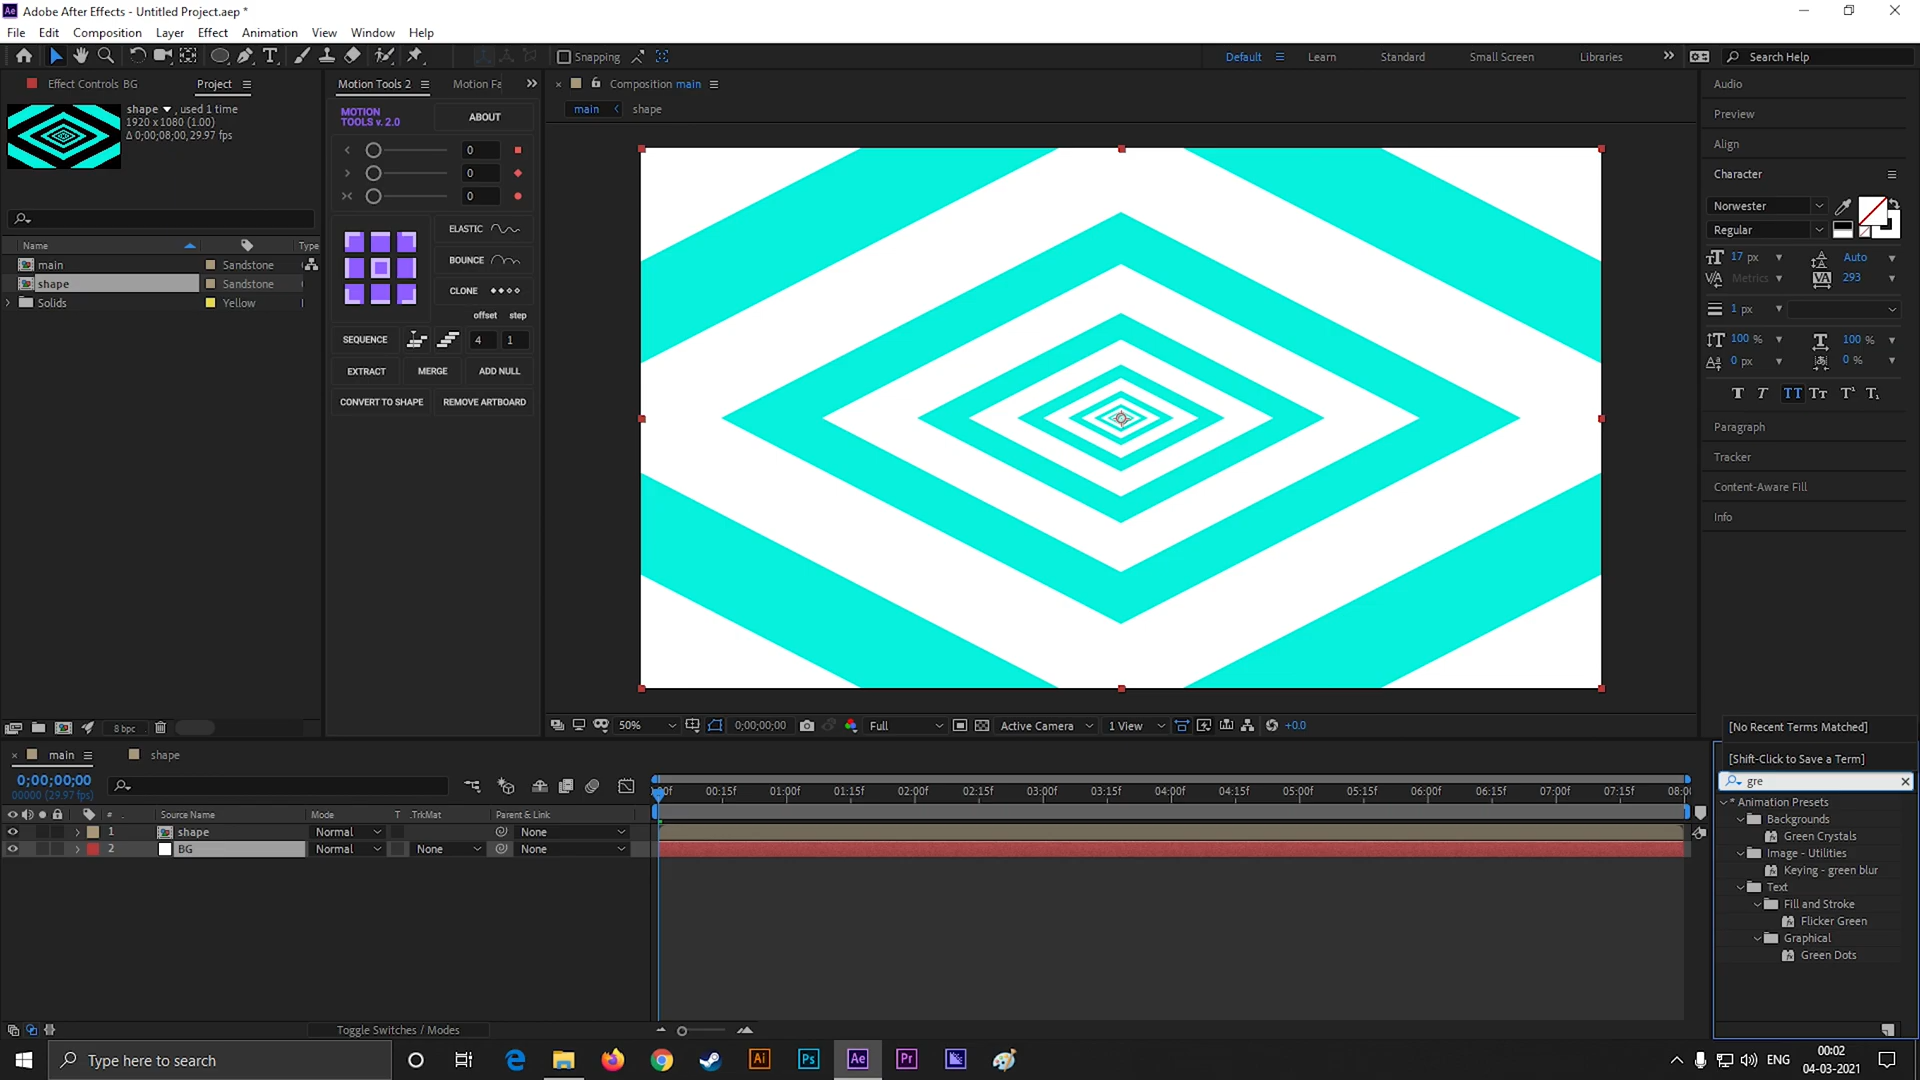 Adobe After Effects - Untitled Project.aep *
File Edit Composition Layer Effect Animation View Window Help
Snapping Default Learn Standard Small Screen Libraries Search Help
Effect Controls BG Project
shape , used 1 time
1920 x 1080 (1.00)
Δ 0;00;08;00, 29.97 fps
Name Type
main Sandstone
shape Sandstone
Solids Yellow
8 bpc
Motion Tools 2 Motion Fa
MOTION TOOLS v. 2.0 ABOUT
0
0
0
ELASTIC
BOUNCE
CLONE
offset step
SEQUENCE 4 1
EXTRACT MERGE ADD NULL
CONVERT TO SHAPE REMOVE ARTBOARD
Composition main
main shape
50% 0;00;00;00 Full Active Camera 1 View +0.0
Audio
Preview
Align
Character
Norwester
Regular
17 px Auto
Metrics 293
1 px
100 % 100 %
0 px 0 %
Paragraph
Tracker
Content-Aware Fill
Info
[No Recent Terms Matched]
[Shift-Click to Save a Term]
gre
* Animation Presets
Backgrounds
Green Crystals
Image - Utilities
Keying - green blur
Text
Fill and Stroke
Flicker Green
Graphical
Green Dots
main shape
0;00;00;00
00000 (29.97 fps)
00:15f 01:00f 01:15f 02:00f 02:15f 03:00f 03:15f 04:00f 04:15f 05:00f 05:15f 06:00f 06:15f 07:00f 07:15f 08:0
# Source Name Mode T .TrkMat Parent & Link
1 shape Normal None
2 BG Normal None None
Toggle Switches / Modes
Type here to search
ENG
00:02
04-03-2021